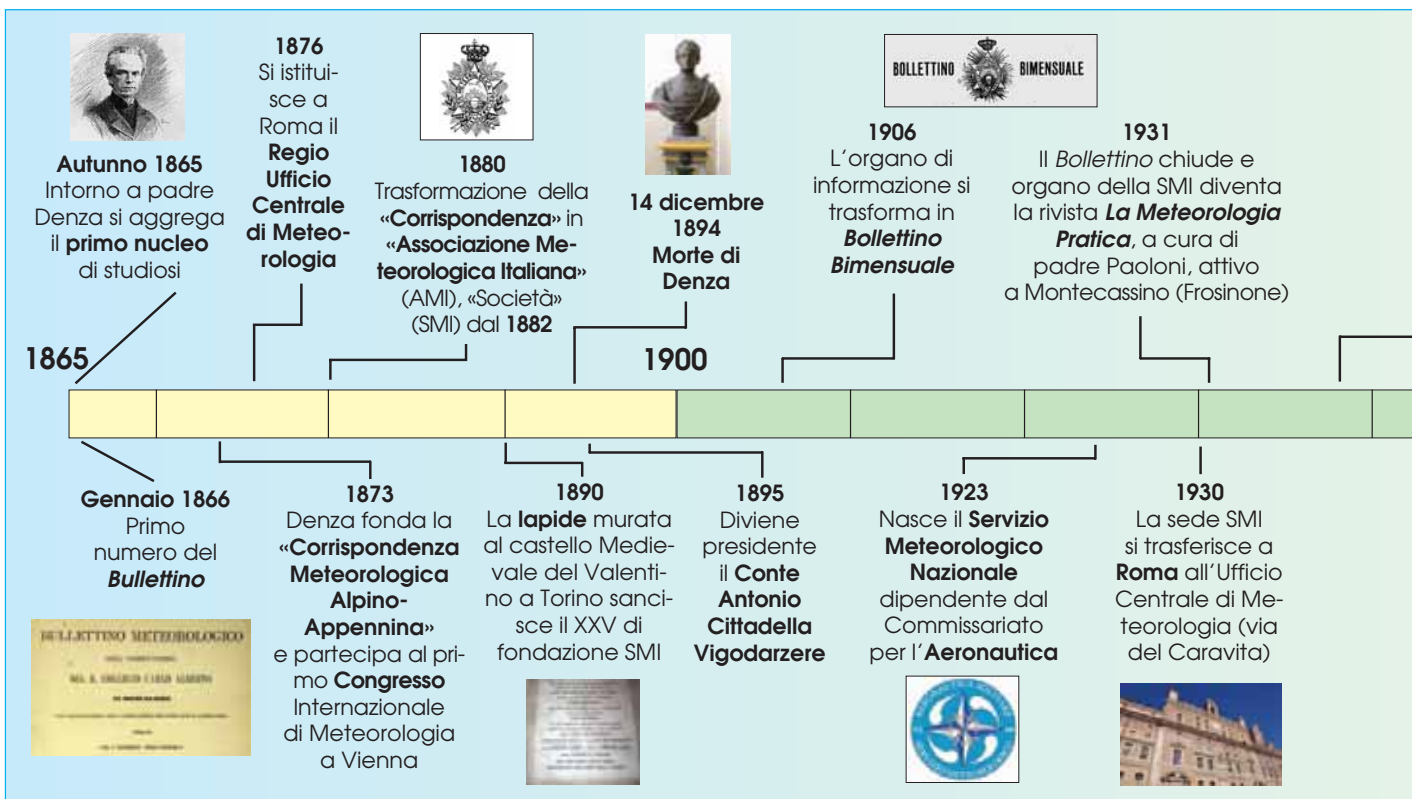 Autunno 1865
Intorno a padre
Denza si aggrega
il primo nucleo
di studiosi
1876
Si istitui-
sce a
Roma il
Regio
Ufficio
Centrale
di Meteo-
rologia
1880
Trasformazione della
«Corrispondenza» in
«Associazione Me-
teorologica Italiana»
(AMI), «Società»
(SMI) dal 1882
14 dicembre
1894
Morte di
Denza
BOLLETTINO BIMENSUALE
1906
L'organo di
informazione si
trasforma in
Bollettino
Bimensuale
1931
Il Bollettino chiude e
organo della SMI diventa
la rivista La Meteorologia
Pratica, a cura di
padre Paoloni, attivo
a Montecassino (Frosinone)
1865
1900
Gennaio 1866
Primo
numero del
Bullettino
BULLETTINO METEOROLOGICO
1873
Denza fonda la
«Corrispondenza
Meteorologica
Alpino-
Appennina»
e partecipa al pri-
mo Congresso
Internazionale
di Meteorologia
a Vienna
1890
La lapide murata
al castello Medie-
vale del Valenti-
no a Torino sanci-
sce il XXV di
fondazione SMI
1895
Diviene
presidente
il Conte
Antonio
Cittadella
Vigodarzere
1923
Nasce il Servizio
Meteorologico
Nazionale
dipendente dal
Commissariato
per l'Aeronautica
1930
La sede SMI
si trasferisce a
Roma all'Ufficio
Centrale di Me-
teorologia (via
del Caravita)